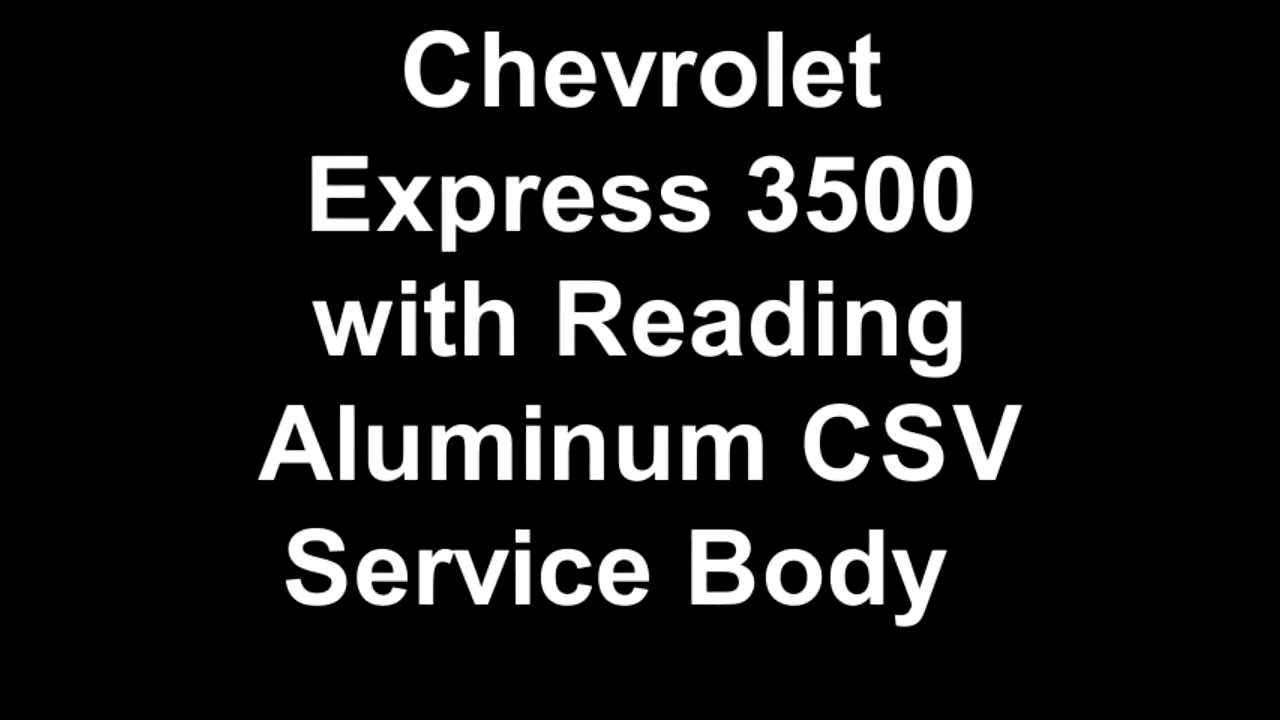 Chevrolet
Express 3500
with Reading
Aluminum CSV
Service Body